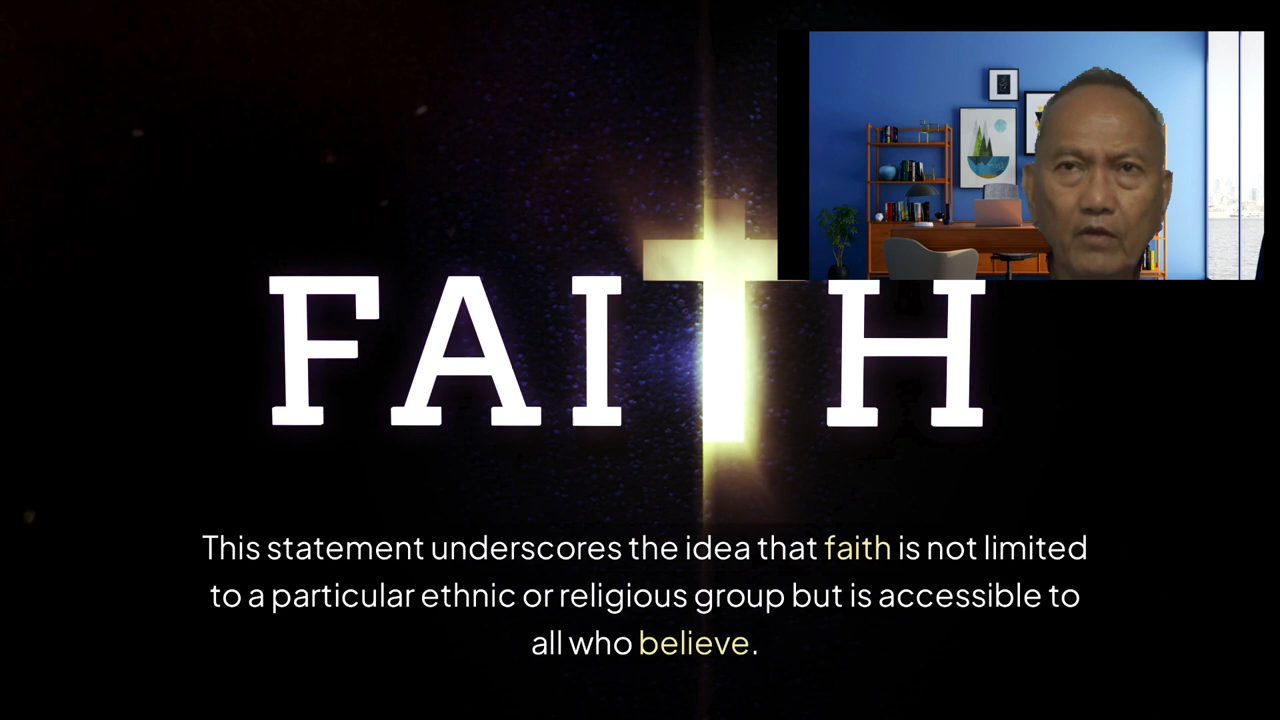 FAITH
This statement underscores the idea that faith is not limited
to a particular ethnic or religious group but is accessible to
all who believe.